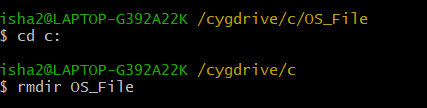 isha2@LAPTOP-G392A22K /cygdrive/c/OS_File
$ cd c:
isha2@LAPTOP-G392A22K /cygdrive/c
$ rmdir OS_File